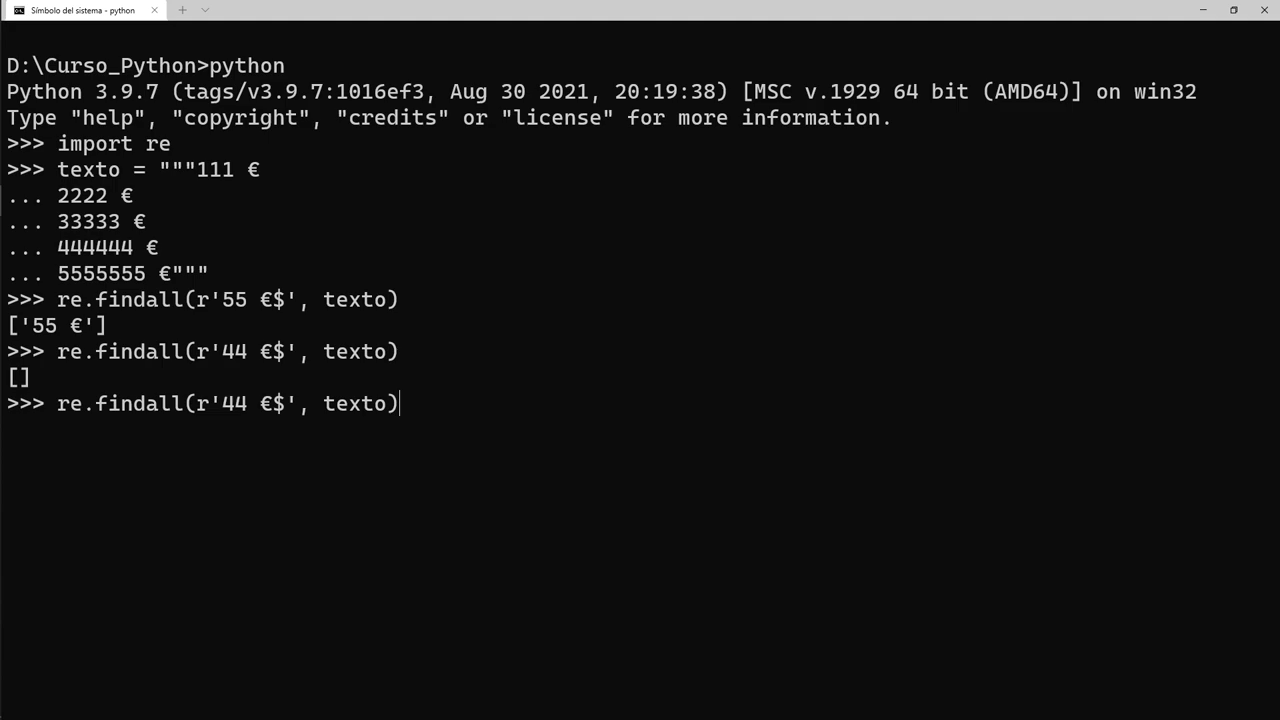 Símbolo del sistema - python
D:\Curso_Python>python
Python 3.9.7 (tags/v3.9.7:1016ef3, Aug 30 2021, 20:19:38) [MSC v.1929 64 bit (AMD64)] on win32
Type "help", "copyright", "credits" or "license" for more information.
>>> import re
>>> texto = """111 €
... 2222 €
... 33333 €
... 444444 €
... 5555555 €"""
>>> re.findall(r'55 €$', texto)
['55 €']
>>> re.findall(r'44 €$', texto)
[]
>>> re.findall(r'44 €$', texto)